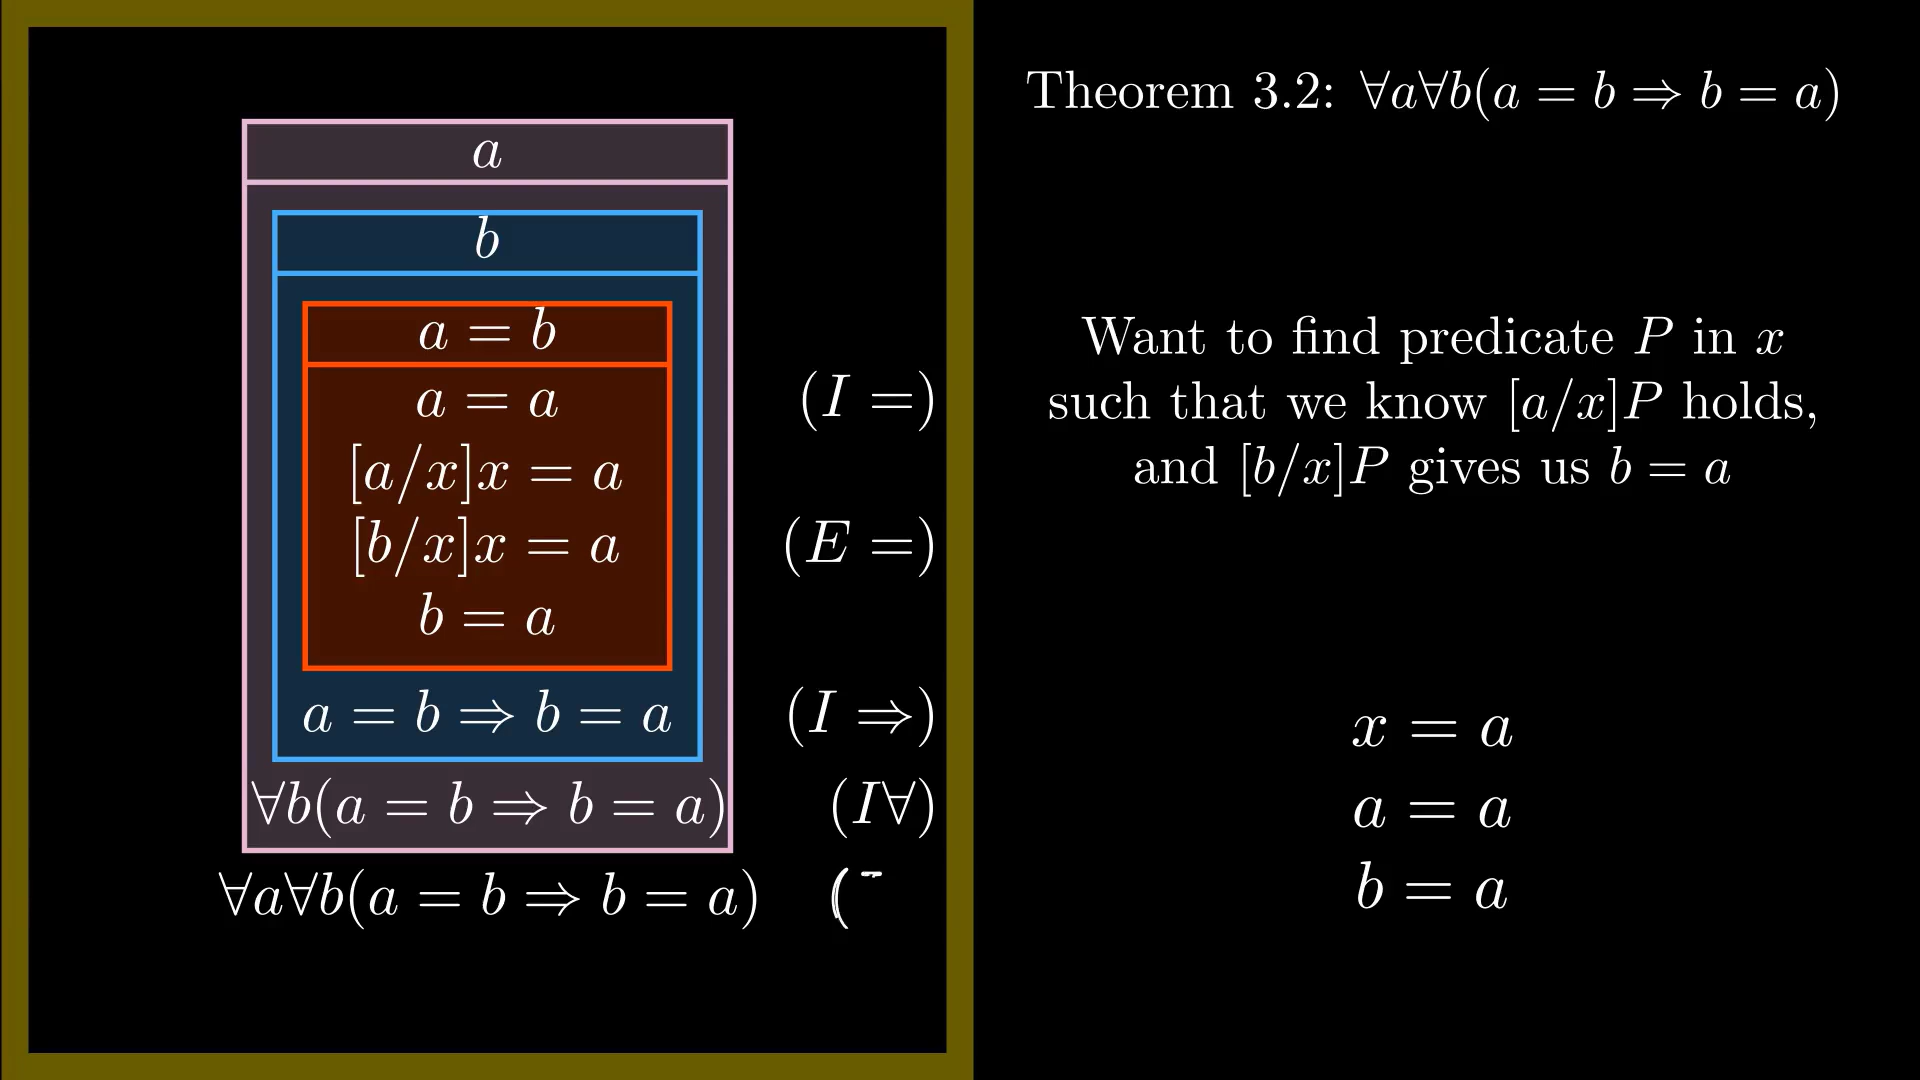 a
b
a = b
a = a (I =)
[a/x]x = a
[b/x]x = a (E =)
b = a
a = b ⇒ b = a (I ⇒)
∀b(a = b ⇒ b = a) (I∀)
∀a∀b(a = b ⇒ b = a) (
Theorem 3.2: ∀a∀b(a = b ⇒ b = a)
Want to find predicate P in x
such that we know [a/x]P holds,
and [b/x]P gives us b = a
x = a
a = a
b = a